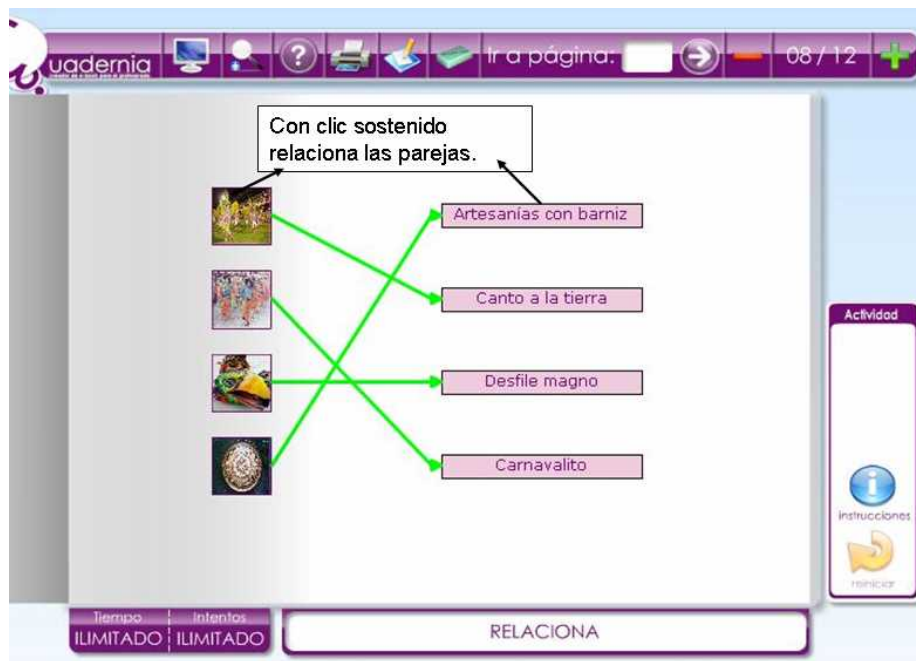 uadernia
Ir a página:
08 / 12
Con clic sostenido
relaciona las parejas.
Artesanías con barniz
Canto a la tierra
Desfile magno
Carnavalito
Actividad
instrucciones
reiniciar
Tiempo
Intentos
ILIMITADO
ILIMITADO
RELACIONA